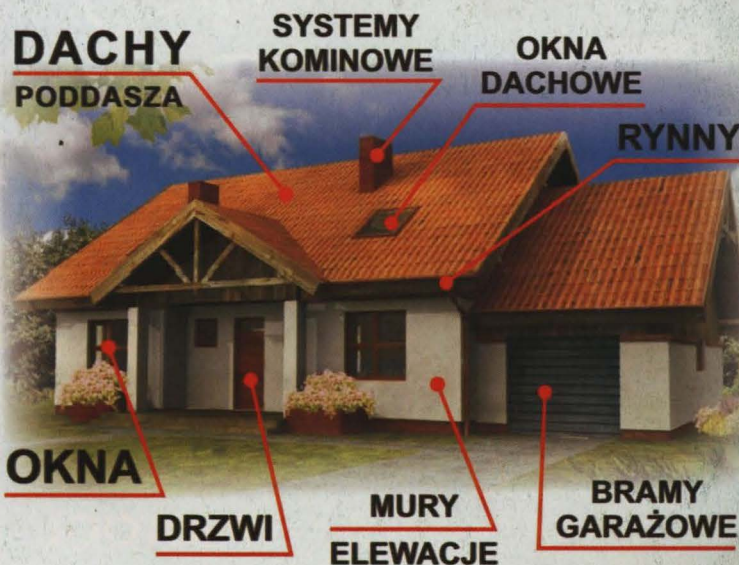 DACHY
PODDASZA
SYSTEMY
KOMINOWE
OKNA
DACHOWE
RYNNY
OKNA
DRZWI
MURY
ELEWACJE
BRAMY
GARAŻOWE